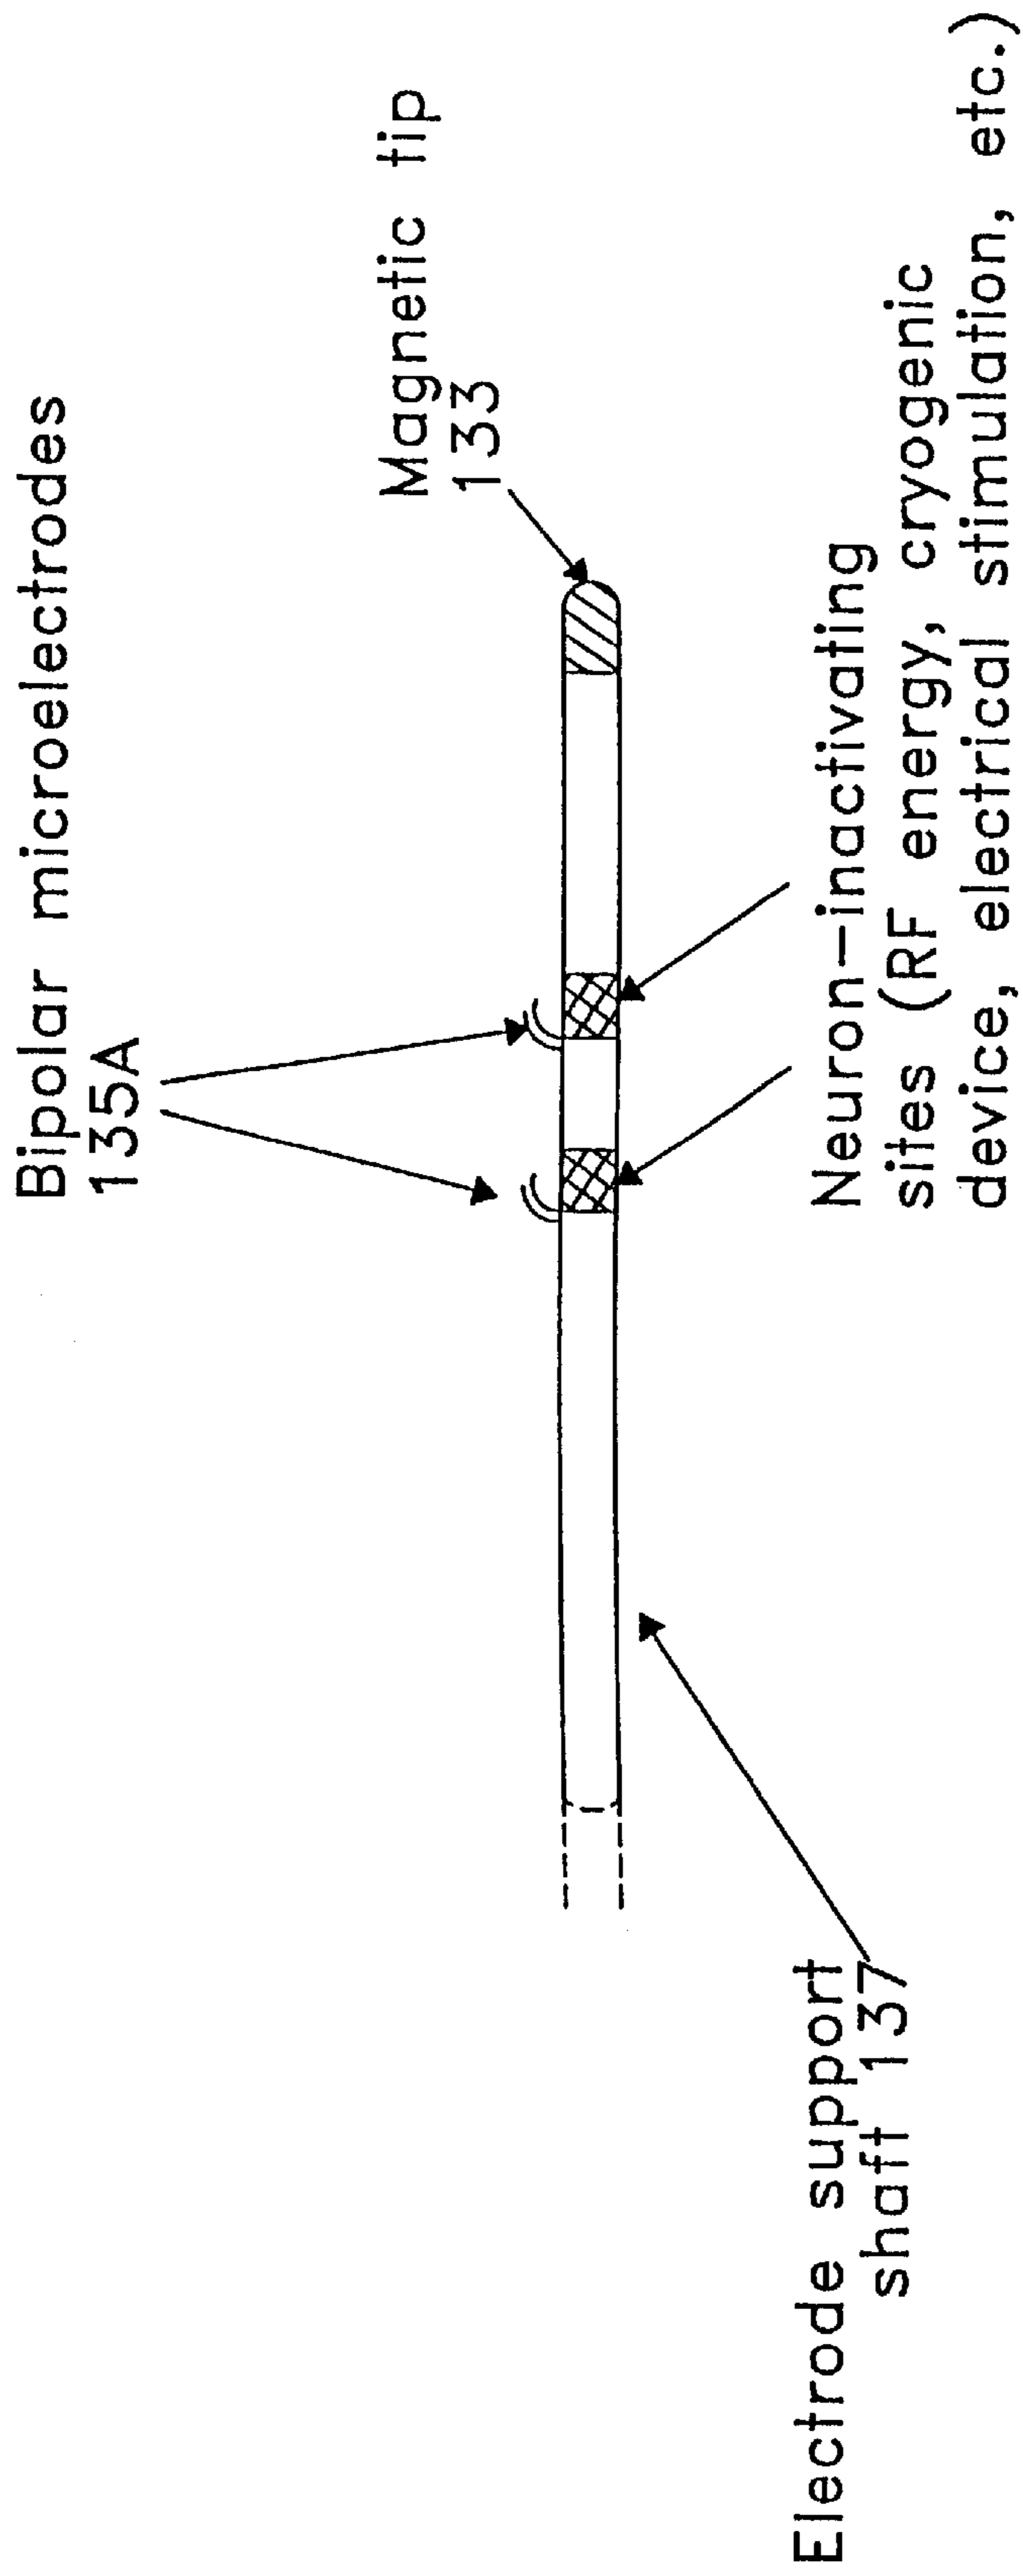 Bipolar microelectrodes
135A
Magnetic tip
133
Neuron-inactivating
sites (RF energy, cryogenic
device, electrical stimulation, etc.)
Electrode support
shaft 137